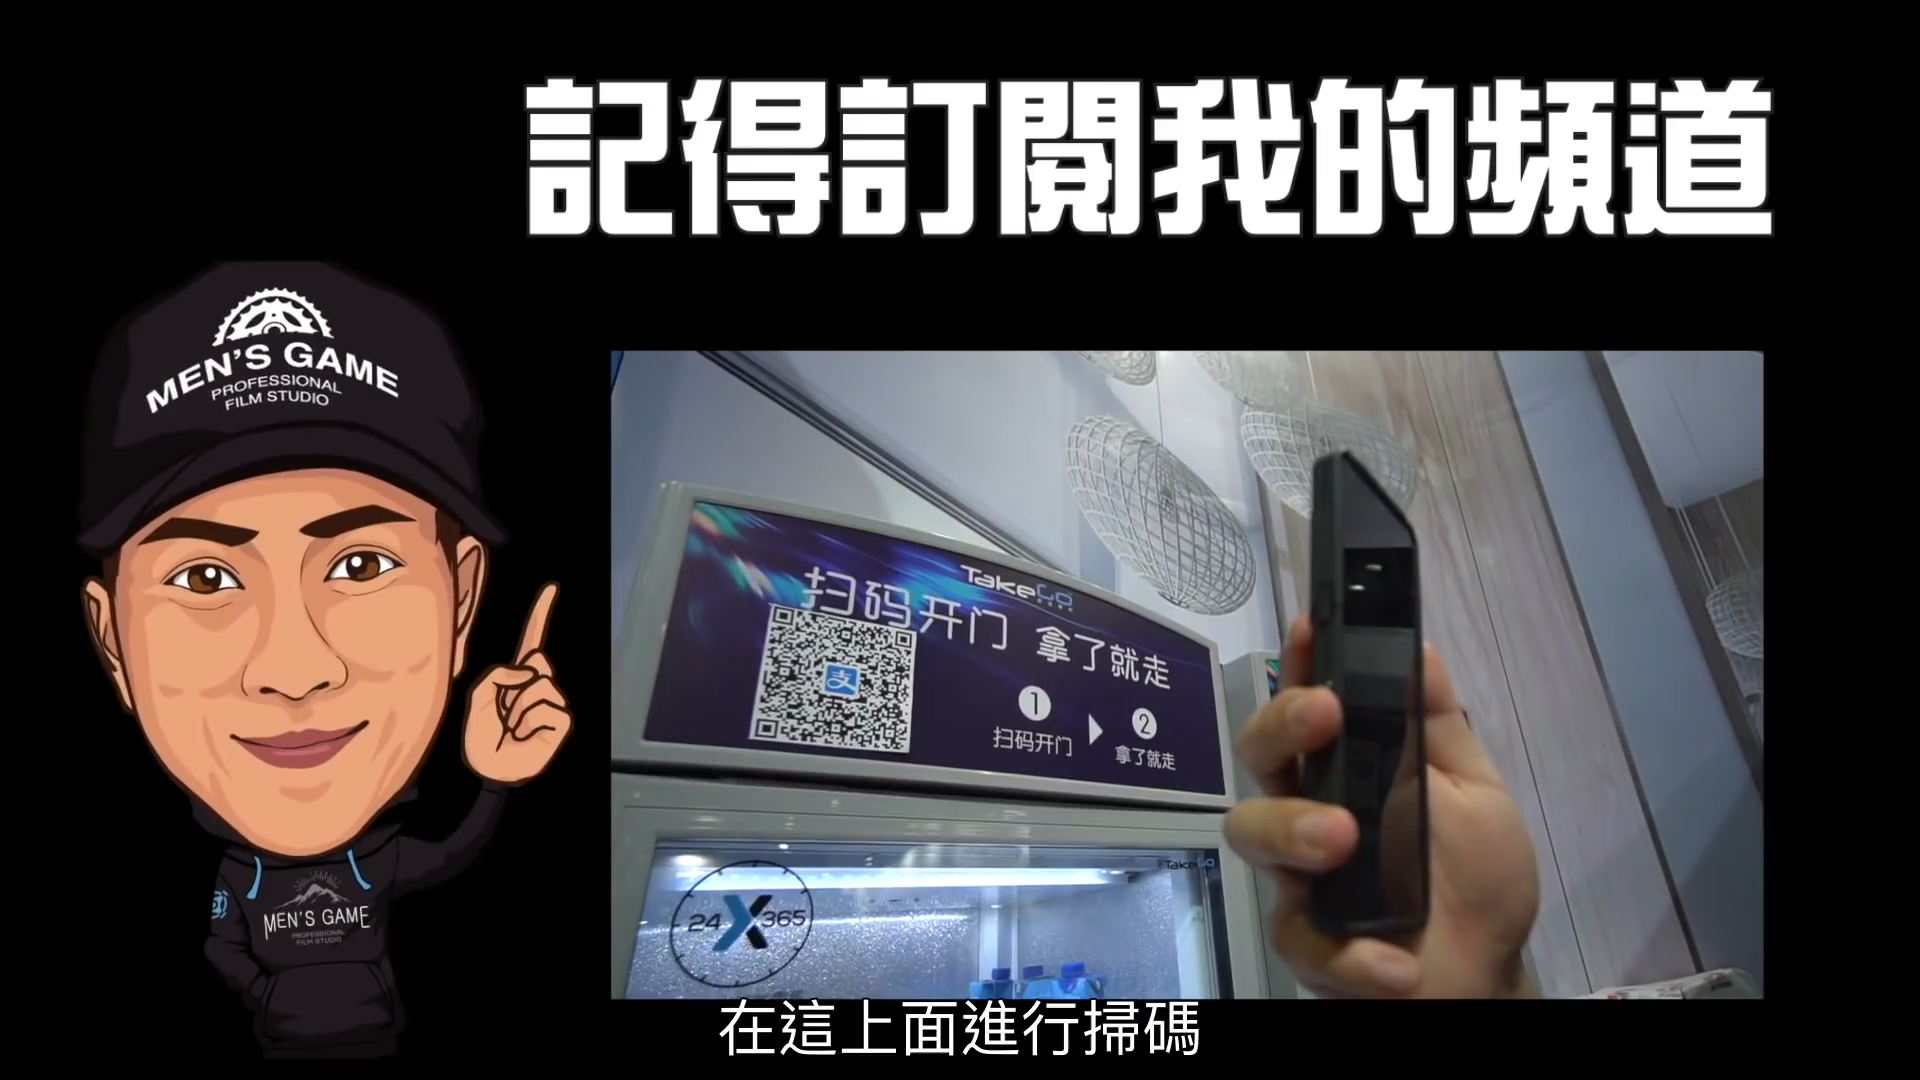 記得訂閱我的頻道
MEN'S GAME
PROFESSIONAL
FILM STUDIO
TakeGo
扫码开门 拿了就走
支
1
2
扫码开门
拿了就走
24 X 365
TakeGo
MEN'S GAME
PROFESSIONAL
FILM STUDIO
在這上面進行掃碼